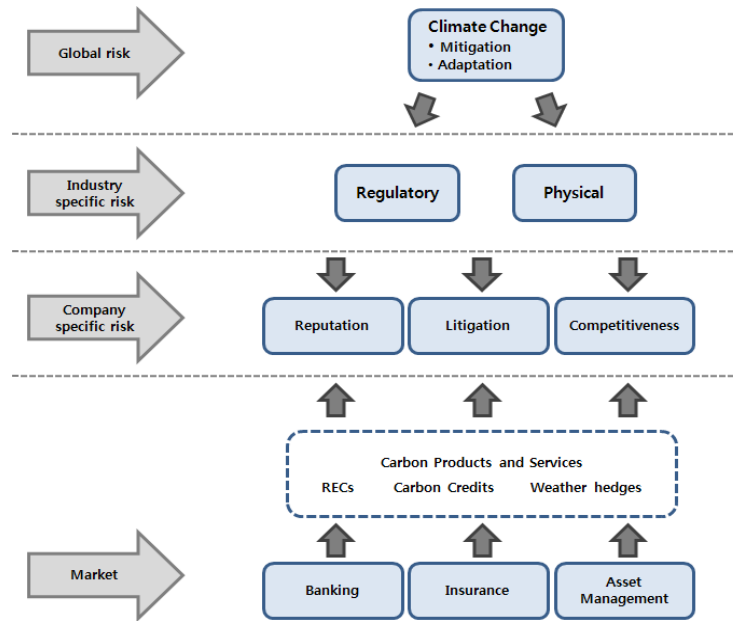 Global risk
Climate Change
• Mitigation
• Adaptation
Industry
specific risk
Regulatory
Physical
Company
specific risk
Reputation
Litigation
Competitiveness
Carbon Products and Services
RECs Carbon Credits Weather hedges
Market
Banking
Insurance
Asset
Management